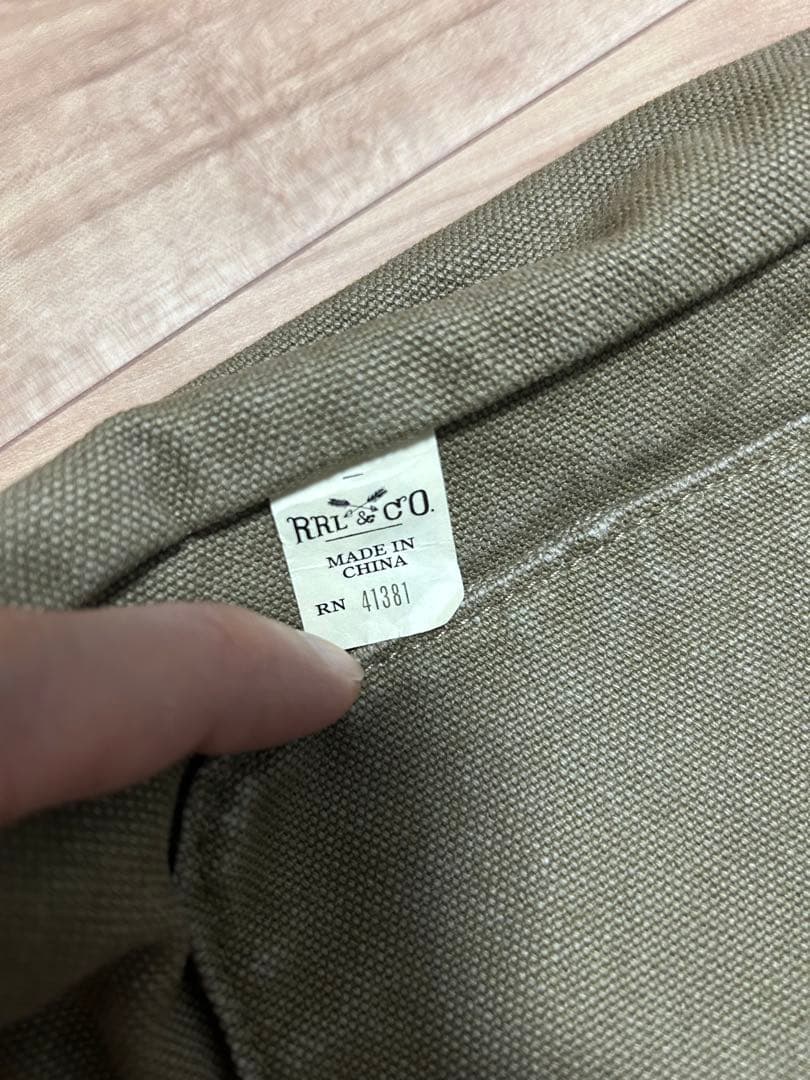 RRL & CO.
MADE IN
CHINA
RN 41381